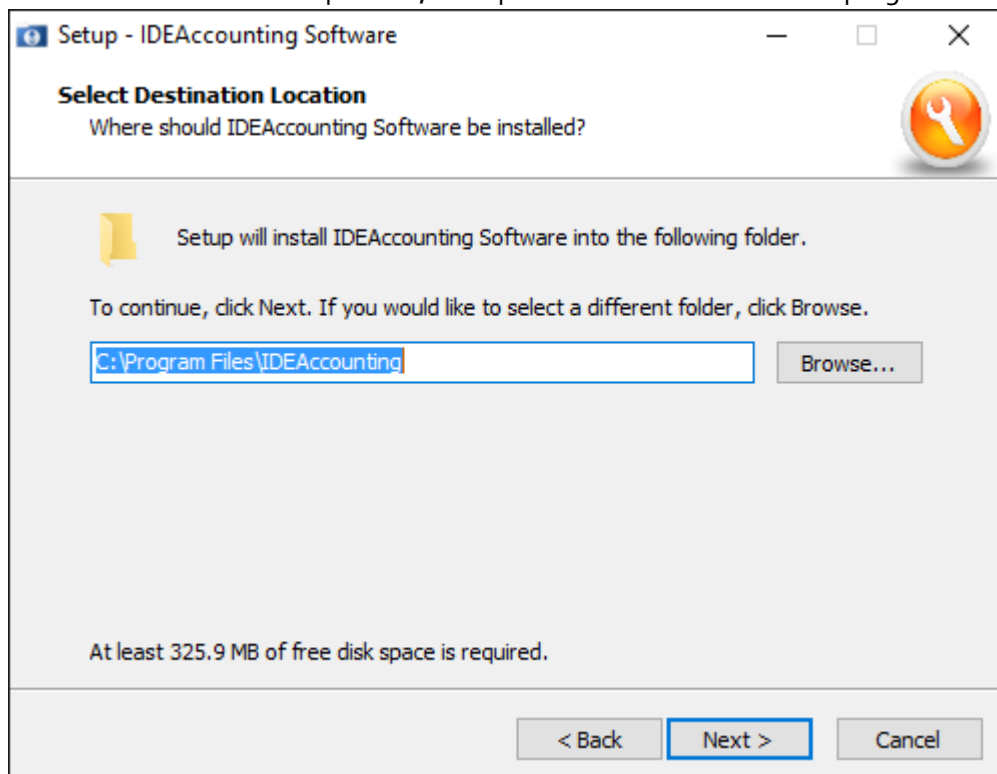 Setup - IDEAccounting Software
Select Destination Location
Where should IDEAccounting Software be installed?
Setup will install IDEAccounting Software into the following folder.
To continue, click Next. If you would like to select a different folder, click Browse.
C:\Program Files\IDEAccounting
Browse...
At least 325.9 MB of free disk space is required.
< Back
Next >
Cancel